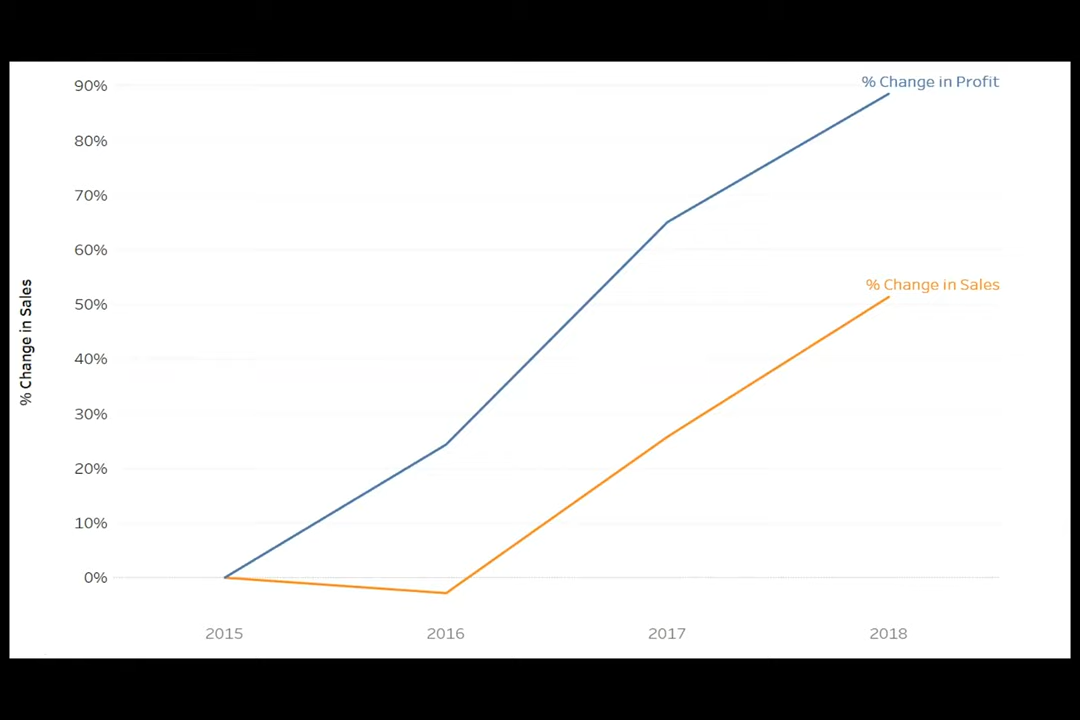 90%
% Change in Profit
80%
70%
60%
% Change in Sales
50%
40%
30%
20%
10%
0%
% Change in Sales
2015 2016 2017 2018